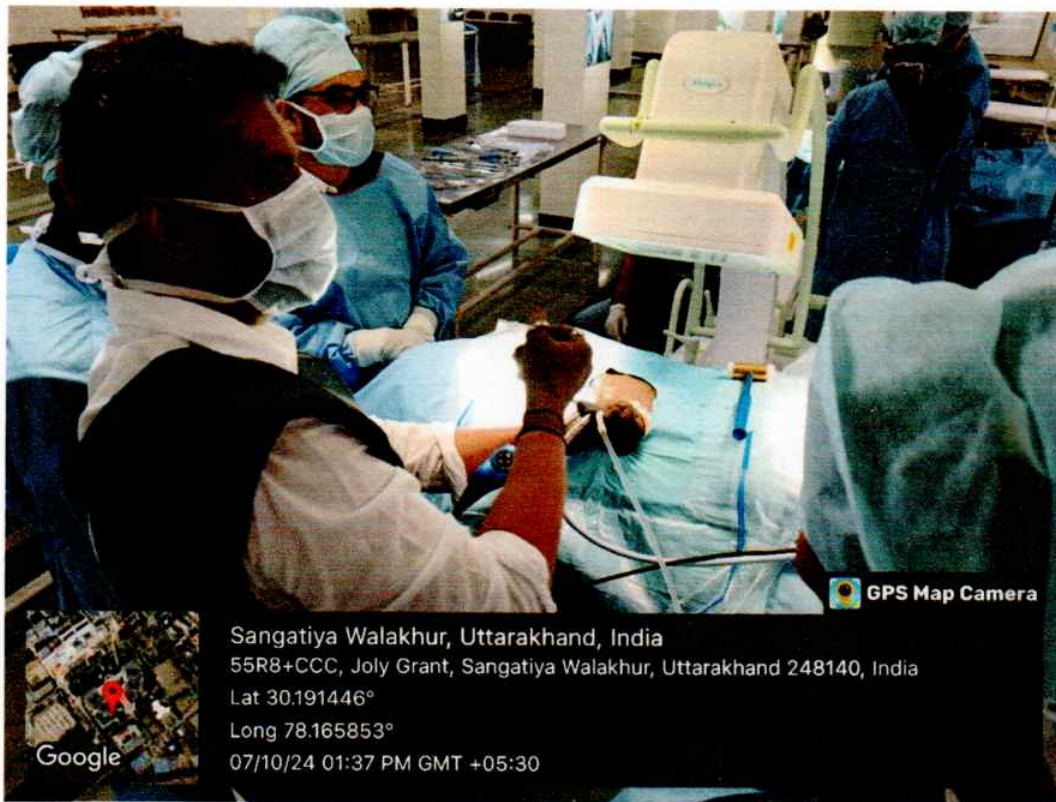 GPS Map Camera
Sangatiya Walakhur, Uttarakhand, India
55R8+CCC, Joly Grant, Sangatiya Walakhur, Uttarakhand 248140, India
Lat 30.191446°
Long 78.165853°
07/10/24 01:37 PM GMT +05:30
Google